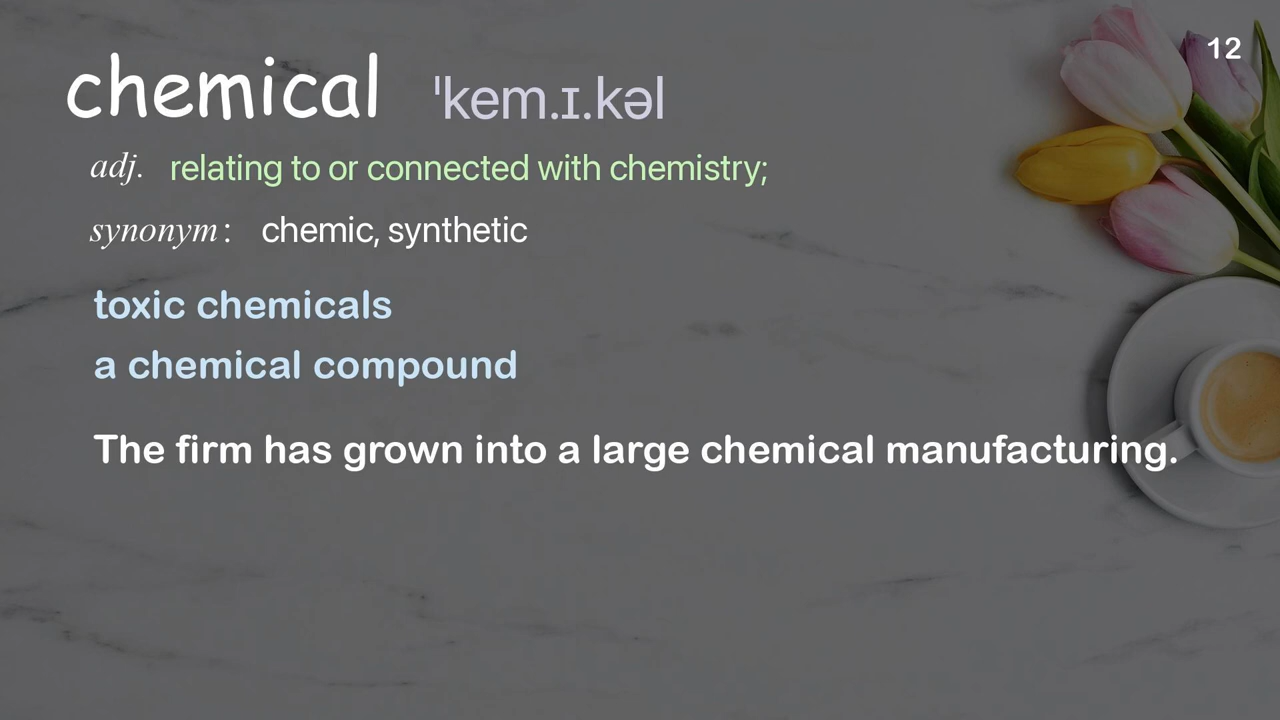 12
chemical ˈkem.ɪ.kəl
adj. relating to or connected with chemistry;
synonym: chemic, synthetic
toxic chemicals
a chemical compound
The firm has grown into a large chemical manufacturing.